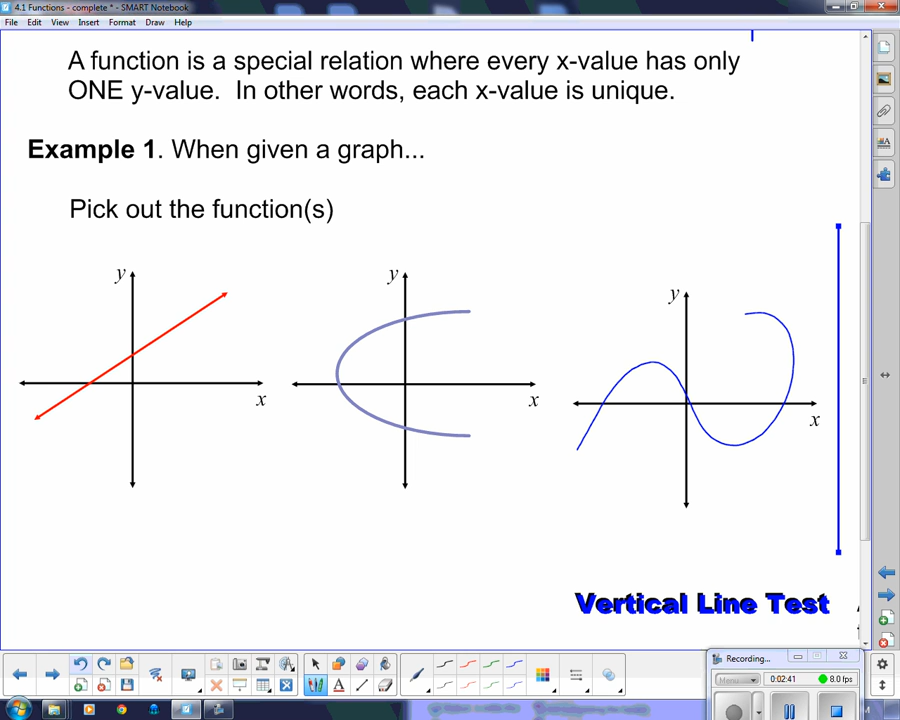 4.1 Functions - complete * - SMART Notebook
File Edit View Insert Format Draw Help
A function is a special relation where every x-value has only
ONE y-value. In other words, each x-value is unique.
Example 1. When given a graph...
Pick out the function(s)
y
x
y
x
y
x
Vertical Line Test
Recording...
Menu
0:02:41
8.0 fps